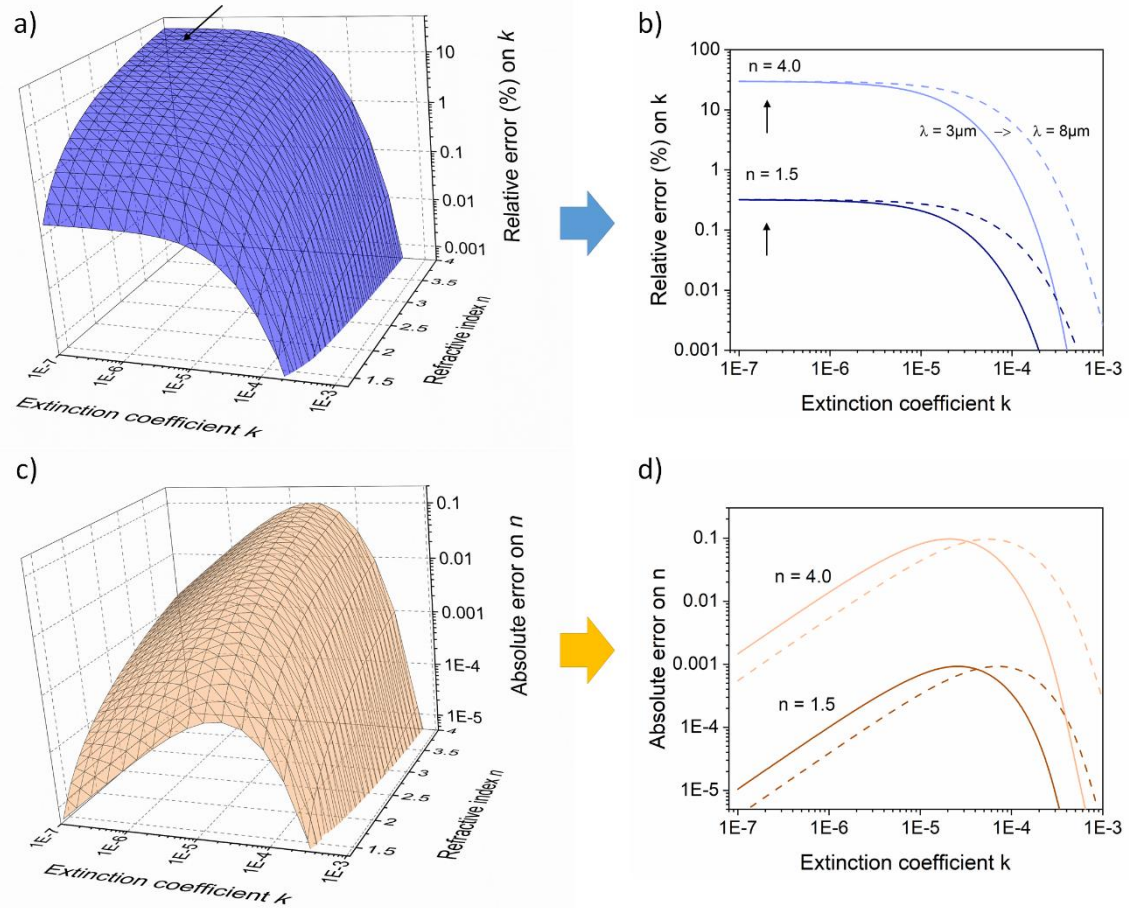 a)
10
1
0.1
0.01
0.001
Relative error (%) on k
4
3.5
3
2.5
2
1.5
Refractive index n
1E-7
1E-6
1E-5
1E-4
1E-3
Extinction coefficient k
b)
100
10
1
0.1
0.01
0.001
Relative error (%) on k
n = 4.0
λ = 3µm –> λ = 8µm
n = 1.5
1E-7 1E-6 1E-5 1E-4 1E-3
Extinction coefficient k
c)
0.1
0.01
0.001
1E-4
1E-5
Absolute error on n
4
3.5
3
2.5
2
1.5
Refractive index n
1E-7
1E-6
1E-5
1E-4
1E-3
Extinction coefficient k
d)
0.1
0.01
0.001
1E-4
1E-5
Absolute error on n
n = 4.0
n = 1.5
1E-7 1E-6 1E-5 1E-4 1E-3
Extinction coefficient k